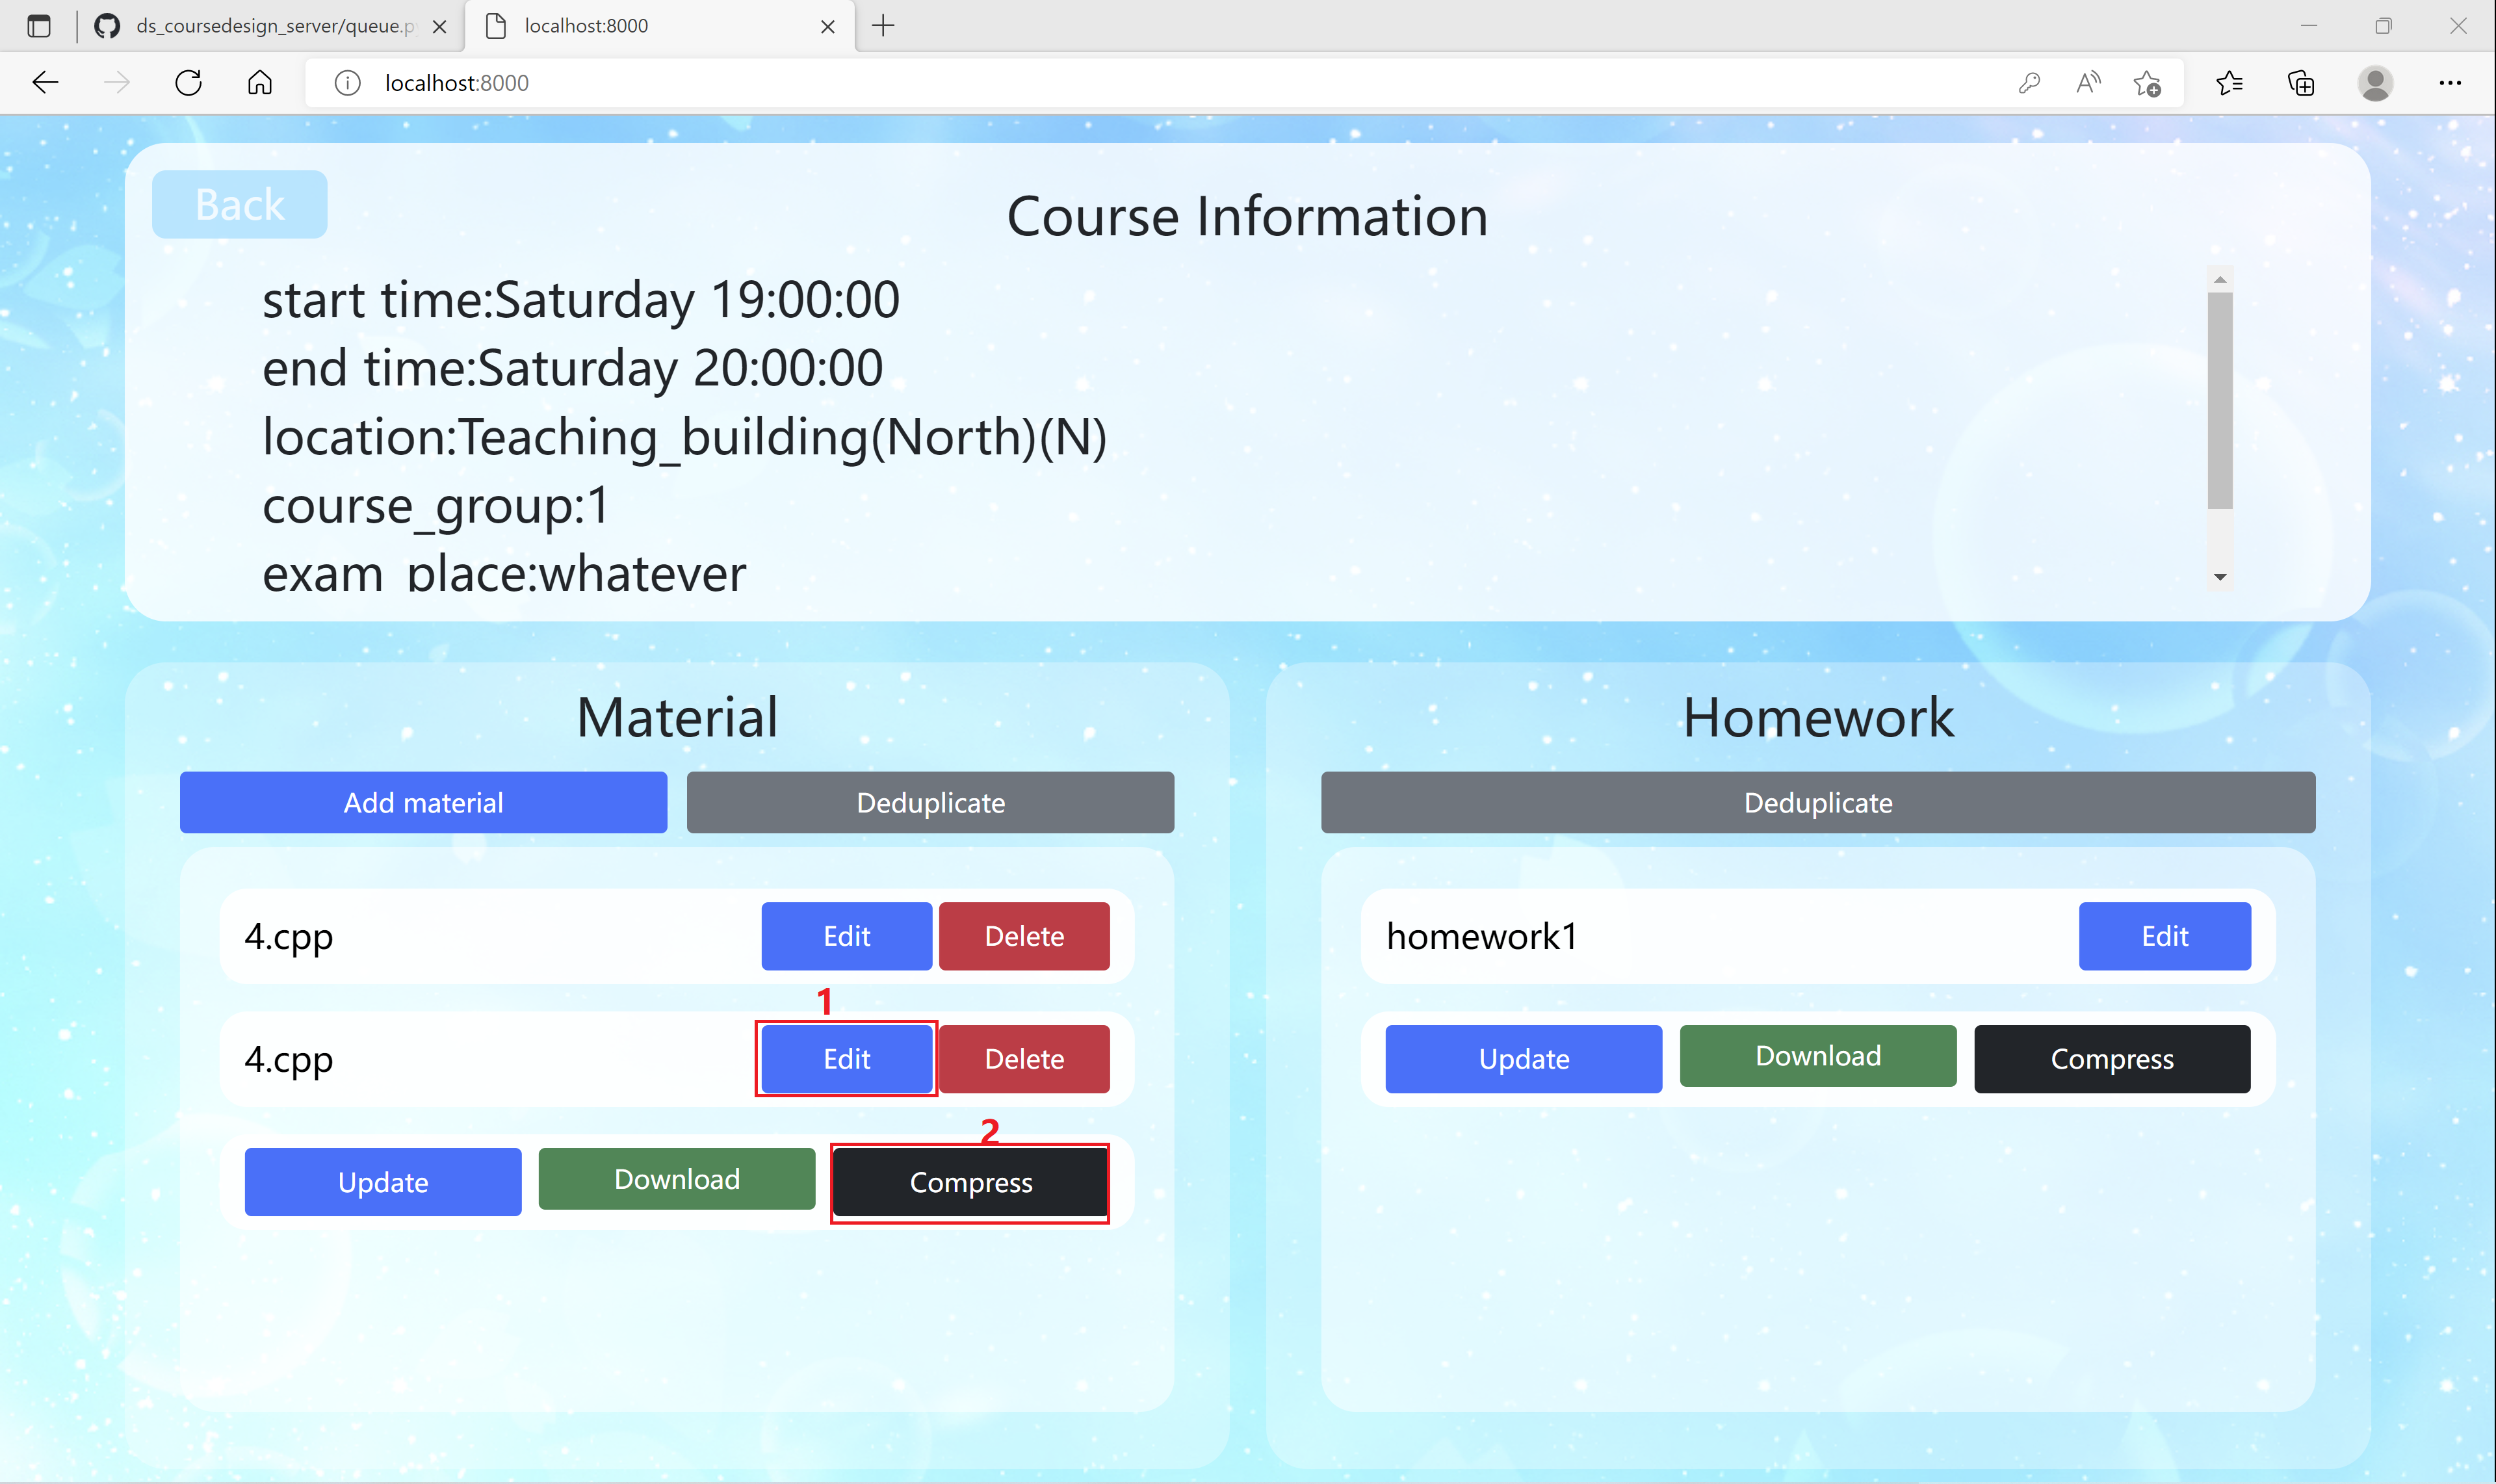 ds_coursedesign_server/queue.p
localhost:8000
localhost:8000
Back
Course Information
start time:Saturday 19:00:00
end time:Saturday 20:00:00
location:Teaching_building(North)(N)
course_group:1
exam_place:whatever
Material
Add material
Deduplicate
4.cpp
Edit
Delete
1
4.cpp
Edit
Delete
2
Update
Download
Compress
Homework
Deduplicate
homework1
Edit
Update
Download
Compress